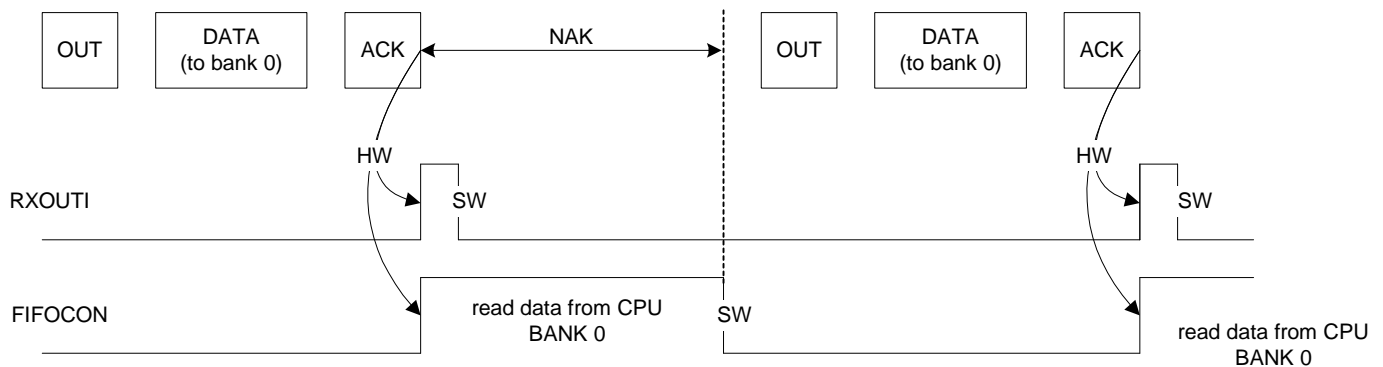 OUT
DATA
(to bank 0)
ACK
NAK
OUT
DATA
(to bank 0)
ACK
HW
HW
RXOUTI
SW
SW
FIFOCON
read data from CPU
BANK 0
SW
read data from CPU
BANK 0